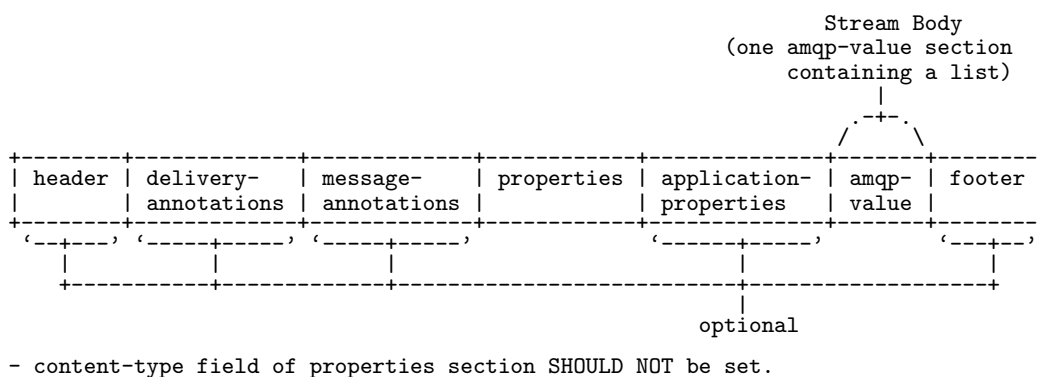 Stream Body
                                                       (one amqp-value section
                                                          containing a list)
                                                                  |
                                                                .-+-.
                                                               /     \
+--------+--------------+--------------+-------------+---------------+--------+---------
| header | delivery-    | message-     | properties | application- | amqp-  | footer
|        | annotations  | annotations  |            | properties   | value  |
+--------+--------------+--------------+-------------+---------------+--------+---------
 ‘--+---’ ‘-----+-----’ ‘-----+-----’              ‘------+------’          ‘---+--’
    |           |             |                           |                     |
    +-----------+-------------+---------------------------+---------------------+
                                                          |
                                                       optional
- content-type field of properties section SHOULD NOT be set.